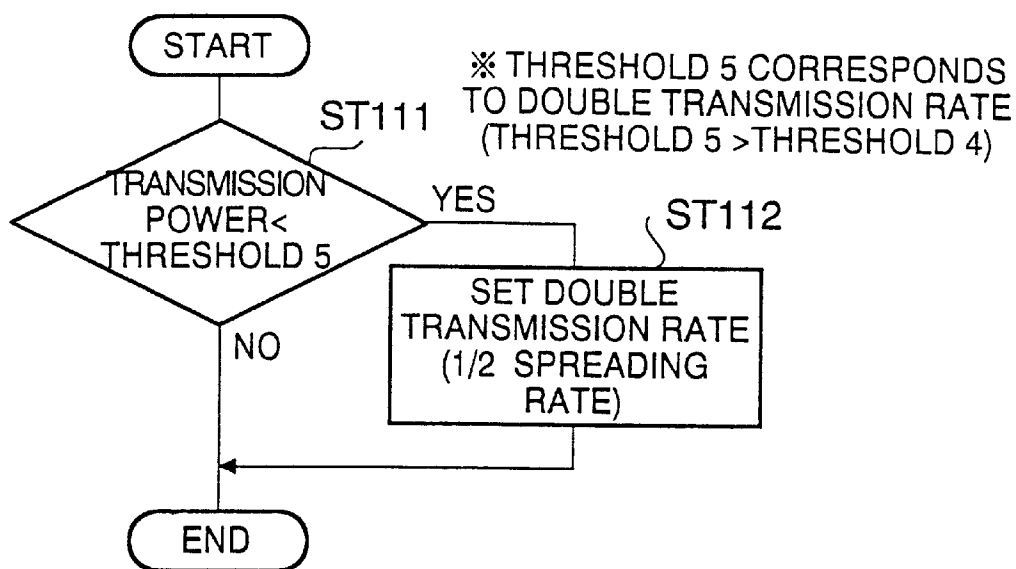 START
※ THRESHOLD 5 CORRESPONDS
TO DOUBLE TRANSMISSION RATE
(THRESHOLD 5 >THRESHOLD 4)
ST111
TRANSMISSION
POWER<
THRESHOLD 5
YES
ST112
SET DOUBLE
TRANSMISSION RATE
(1/2 SPREADING
RATE)
NO
END